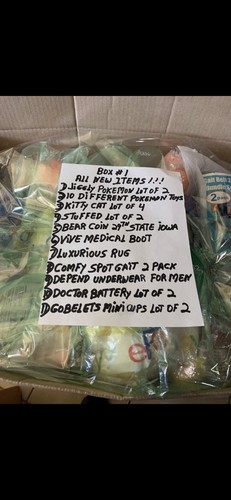 BOX #1
ALL NEW ITEMS!!!
1) Jiggly POKEMON LOT OF 2
2) 10 DIFFERENT POKEMON TOYS
3) KITTY CAT LOT OF 4
4) STUFFED LOT OF 2
5) BEAR COIN 29TH STATE IOWA
6) VIVE MEDICAL BOOT
7) LUXURIOUS RUG
8) COMFY SPOT GAIT 2 PACK
9) DEPEND UNDERWEAR FOR MEN
10) DOCTOR BATTERY LOT OF 2
11) GOBELETS Mini CUPS LOT OF 2
2